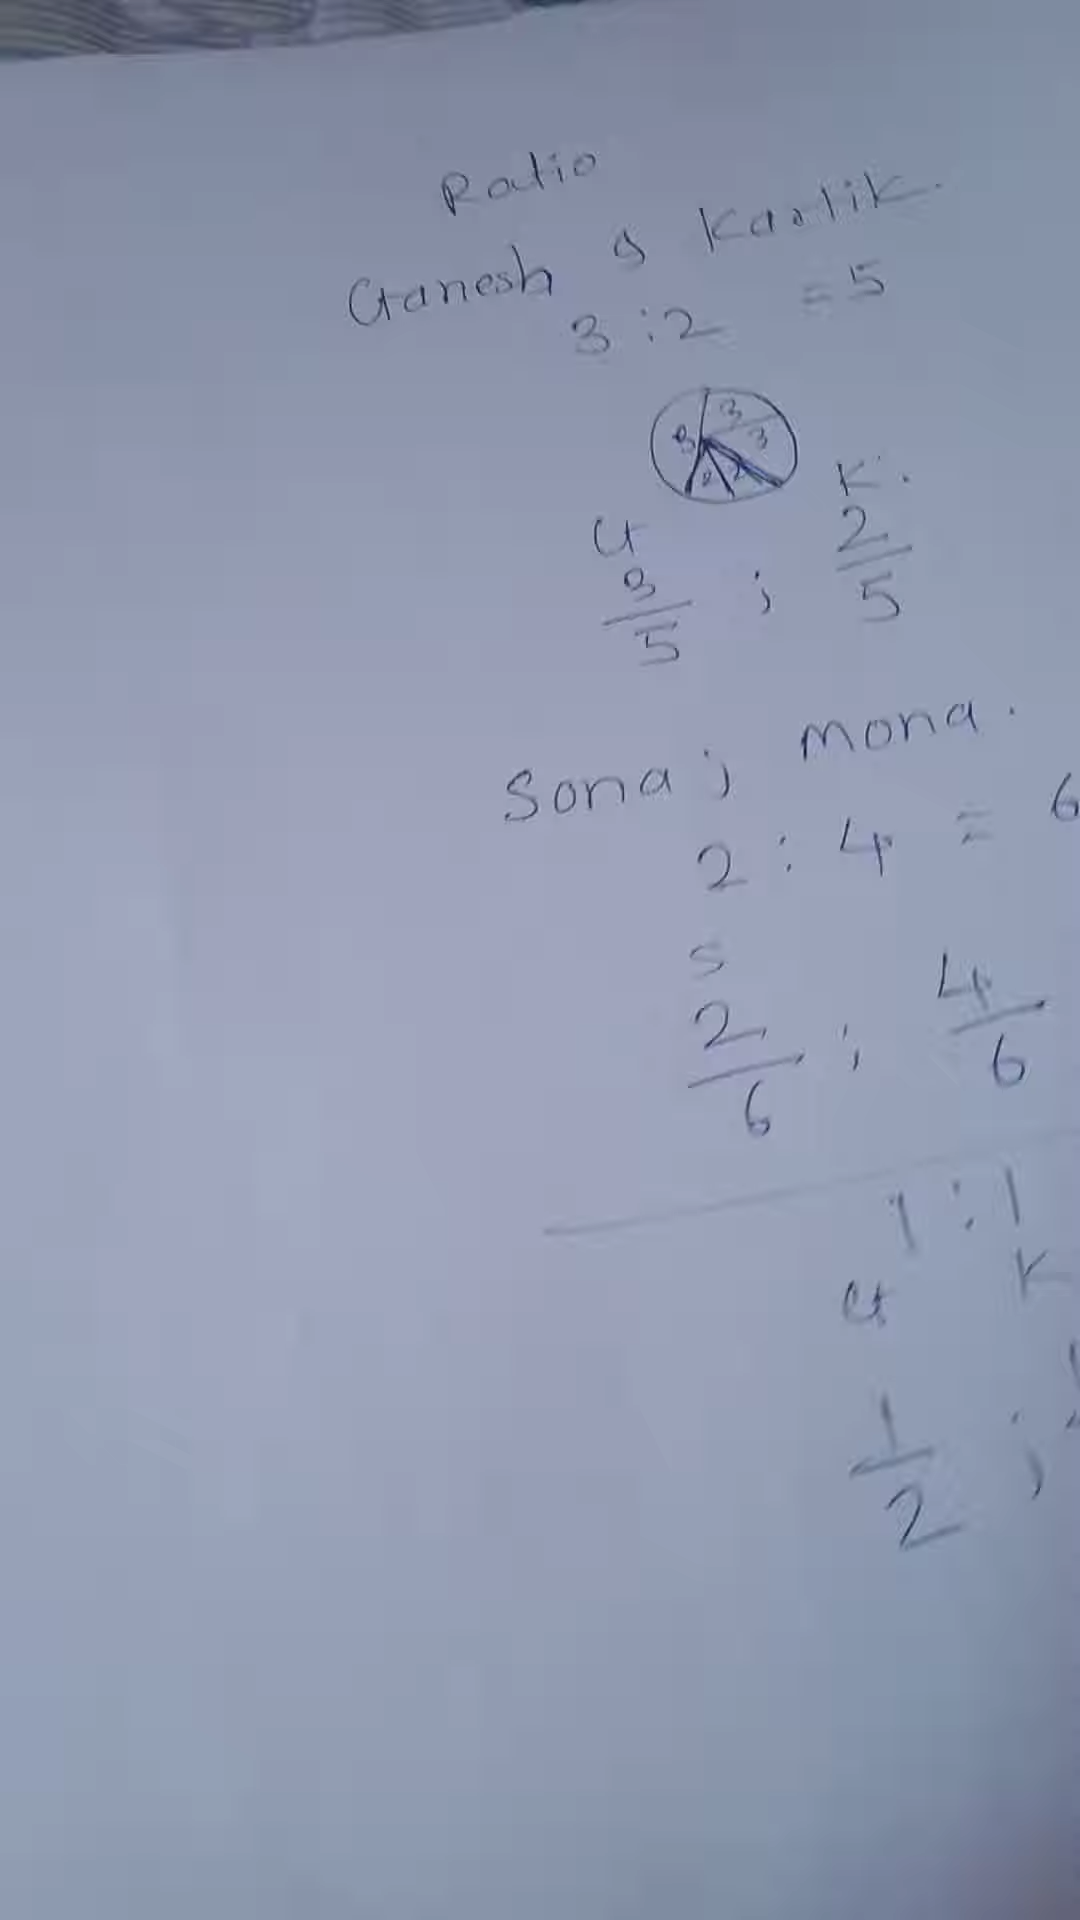 Ratio
Ganesh & Kartik.
3 : 2 = 5
3 3
3
2 2
G K.
3/5 ; 2/5
Sona ; Mona.
2 : 4 = 6
S
2/6 ; 4/6
1 : 1
G K
1/2 ;